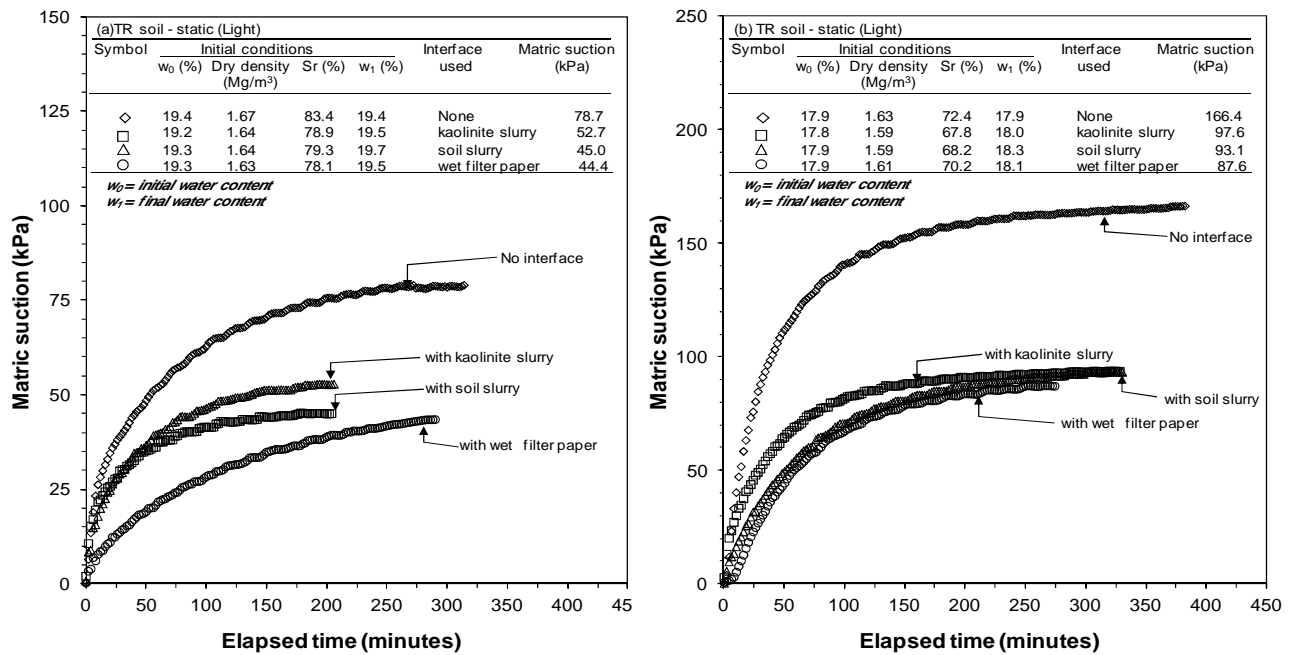 (a)TR soil - static (Light)
Symbol Initial conditions Interface used Matric suction (kPa)
w0 (%) Dry density (Mg/m³) Sr (%) w1 (%)
19.4 1.67 83.4 19.4 None 78.7
19.2 1.64 78.9 19.5 kaolinite slurry 52.7
19.3 1.64 79.3 19.7 soil slurry 45.0
19.3 1.63 78.1 19.5 wet filter paper 44.4
w0 = initial water content
w1 = final water content
No interface
with kaolinite slurry
with soil slurry
with wet filter paper
Matric suction (kPa)
150
125
100
75
50
25
0
0 50 100 150 200 250 300 350 400 45
Elapsed time (minutes)
(b) TR soil - static (Light)
Symbol Initial conditions Interface used Matric suction (kPa)
w0 (%) Dry density (Mg/m³) Sr (%) w1 (%)
17.9 1.63 72.4 17.9 None 166.4
17.8 1.59 67.8 18.0 kaolinite slurry 97.6
17.9 1.59 68.2 18.3 soil slurry 93.1
17.9 1.61 70.2 18.1 wet filter paper 87.6
w0 = initial water content
w1 = final water content
No interface
with kaolinite slurry
with soil slurry
with wet filter paper
Matric suction (kPa)
250
200
150
100
50
0
0 50 100 150 200 250 300 350 400 450
Elapsed time (minutes)